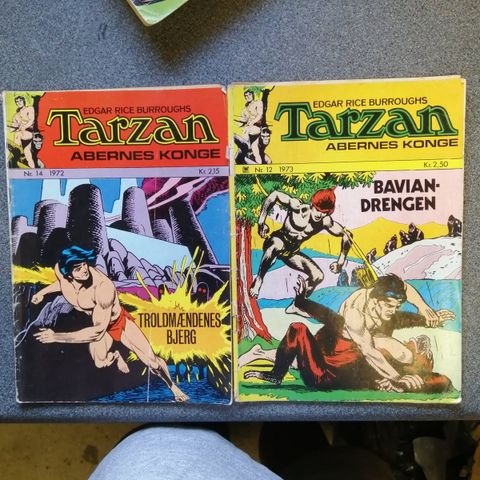 EDGAR RICE BURROUGHS
Tarzan
ABERNES KONGE
Nr. 14 1972
Kr. 2,15
TROLDMÆNDENES
BJERG
EDGAR RICE BURROUGHS
Tarzan
ABERNES KONGE
Nr. 12 1973
Kr. 2,50
BAVIAN-
DRENGEN